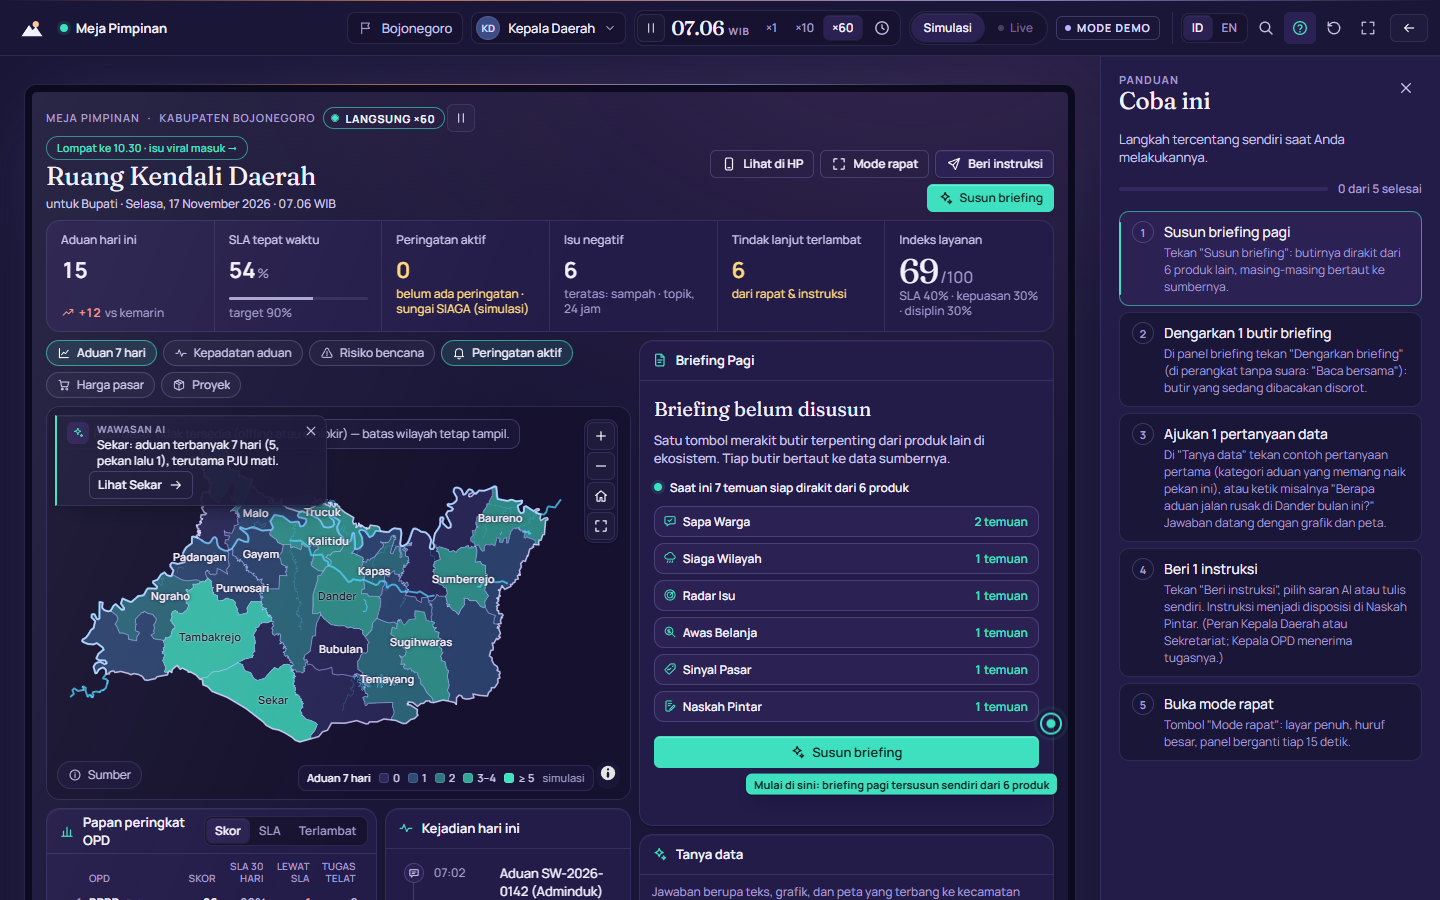 Meja Pimpinan
Bojonegoro
KD Kepala Daerah
07.06 WIB
×1 ×10 ×60
Simulasi Live
MODE DEMO
ID EN
MEJA PIMPINAN · KABUPATEN BOJONEGORO
LANGSUNG ×60
Lompat ke 10.30 · isu viral masuk →
Ruang Kendali Daerah
untuk Bupati · Selasa, 17 November 2026 · 07.06 WIB
Lihat di HP
Mode rapat
Beri instruksi
Susun briefing
Aduan hari ini
15
+12 vs kemarin
SLA tepat waktu
54%
target 90%
Peringatan aktif
0
belum ada peringatan ·
sungai SIAGA (simulasi)
Isu negatif
6
teratas: sampah · topik,
24 jam
Tindak lanjut terlambat
6
dari rapat & instruksi
Indeks layanan
69/100
SLA 40% · kepuasan 30%
· disiplin 30%
Aduan 7 hari
Kepadatan aduan
Risiko bencana
Peringatan aktif
Harga pasar
Proyek
WAWASAN AI
Sekar: aduan terbanyak 7 hari (5,
pekan lalu 1), terutama PJU mati.
Lihat Sekar →
okir) — batas wilayah tetap tampil.
Malo
Trucuk
Baureno
Kalitidu
Padangan
Gayam
Kapas
Sumberrejo
Purwosari
Ngraho
Dander
Tambakrejo
Sugihwaras
Bubulan
Temayang
Sekar
Sumber
Aduan 7 hari 0 1 2 3–4 ≥ 5 simulasi
Papan peringkat
OPD
Skor SLA Terlambat
OPD
SKOR
SLA 30
HARI
LEWAT
SLA
TUGAS
TELAT
Kejadian hari ini
07:02
Aduan SW-2026-
0142 (Adminduk)
Briefing Pagi
Briefing belum disusun
Satu tombol merakit butir terpenting dari produk lain di
ekosistem. Tiap butir bertaut ke data sumbernya.
Saat ini 7 temuan siap dirakit dari 6 produk
Sapa Warga 2 temuan
Siaga Wilayah 1 temuan
Radar Isu 1 temuan
Awas Belanja 1 temuan
Sinyal Pasar 1 temuan
Naskah Pintar 1 temuan
Susun briefing
Mulai di sini: briefing pagi tersusun sendiri dari 6 produk
Tanya data
Jawaban berupa teks, grafik, dan peta yang terbang ke kecamatan
PANDUAN
Coba ini
Langkah tercentang sendiri saat Anda
melakukannya.
0 dari 5 selesai
1 Susun briefing pagi
Tekan "Susun briefing": butirnya dirakit dari
6 produk lain, masing-masing bertaut ke
sumbernya.
2 Dengarkan 1 butir briefing
Di panel briefing tekan "Dengarkan briefing"
(di perangkat tanpa suara: "Baca bersama"):
butir yang sedang dibacakan disorot.
3 Ajukan 1 pertanyaan data
Di "Tanya data" tekan contoh pertanyaan
pertama (kategori aduan yang memang naik
pekan ini), atau ketik misalnya "Berapa
aduan jalan rusak di Dander bulan ini?"
Jawaban datang dengan grafik dan peta.
4 Beri 1 instruksi
Tekan "Beri instruksi", pilih saran AI atau tulis
sendiri. Instruksi menjadi disposisi di Naskah
Pintar. (Peran Kepala Daerah atau
Sekretariat; Kepala OPD menerima
tugasnya.)
5 Buka mode rapat
Tombol "Mode rapat": layar penuh, huruf
besar, panel berganti tiap 15 detik.